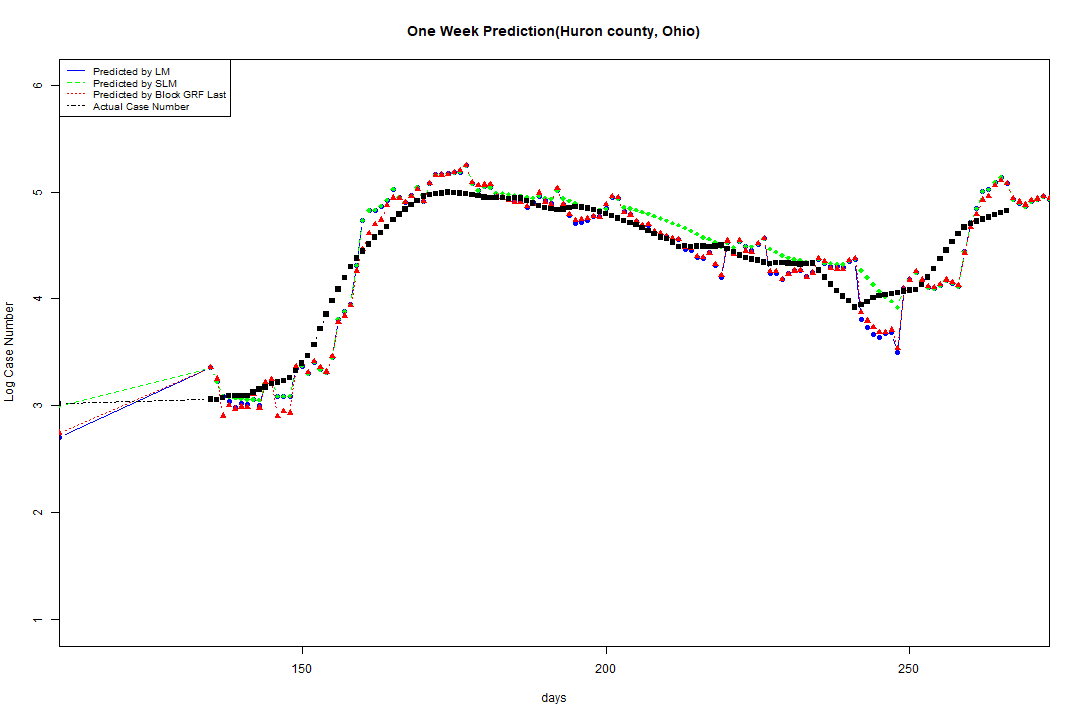 One Week Prediction(Huron county, Ohio)
Predicted by LM
Predicted by SLM
Predicted by Block GRF Last
Actual Case Number
Log Case Number
6
5
4
3
2
1
150
200
250
days